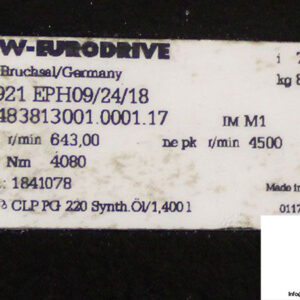 W-EURODRIVE
Bruchsal/Germany
i 7
921 EPH09/24/18
kg 8
483813001.0001.17
IM M1
r/min 643,00
ne pk r/min 4500
Nm 4080
: 1841078
Made in
CLP PG 220 Synth.Öl/1,400 l
0117